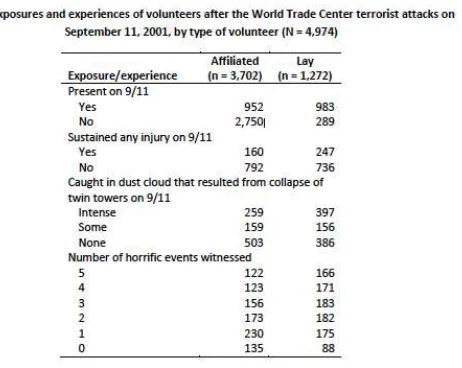 xposures and experiences of volunteers after the World Trade Center terrorist attacks on
September 11, 2001, by type of volunteer (N = 4,974)
Affiliated Lay
Exposure/experience (n = 3,702) (n = 1,272)
Present on 9/11
Yes 952 983
No 2,750 289
Sustained any injury on 9/11
Yes 160 247
No 792 736
Caught in dust cloud that resulted from collapse of
twin towers on 9/11
Intense 259 397
Some 159 156
None 503 386
Number of horrific events witnessed
5 122 166
4 123 171
3 156 183
2 173 182
1 230 175
0 135 88